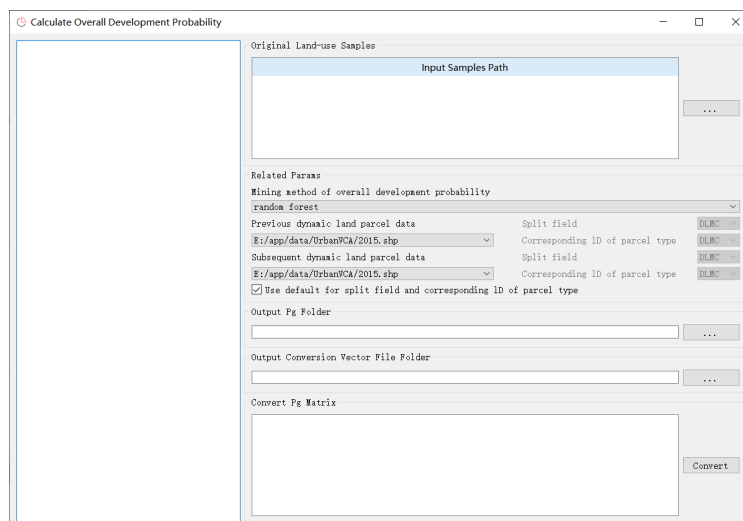 Calculate Overall Development Probability
Original Land-use Samples
Input Samples Path
...
Related Params
Mining method of overall development probability
random forest
Previous dynamic land parcel data Split field DLMC
E:/app/data/UrbanVCA/2015.shp Corresponding lD of parcel type DLMC
Subsequent dynamic land parcel data Split field DLMC
E:/app/data/UrbanVCA/2015.shp Corresponding lD of parcel type DLMC
Use default for split field and corresponding lD of parcel type
Output Pg Folder
...
Output Conversion Vector File Folder
...
Convert Pg Matrix
Convert